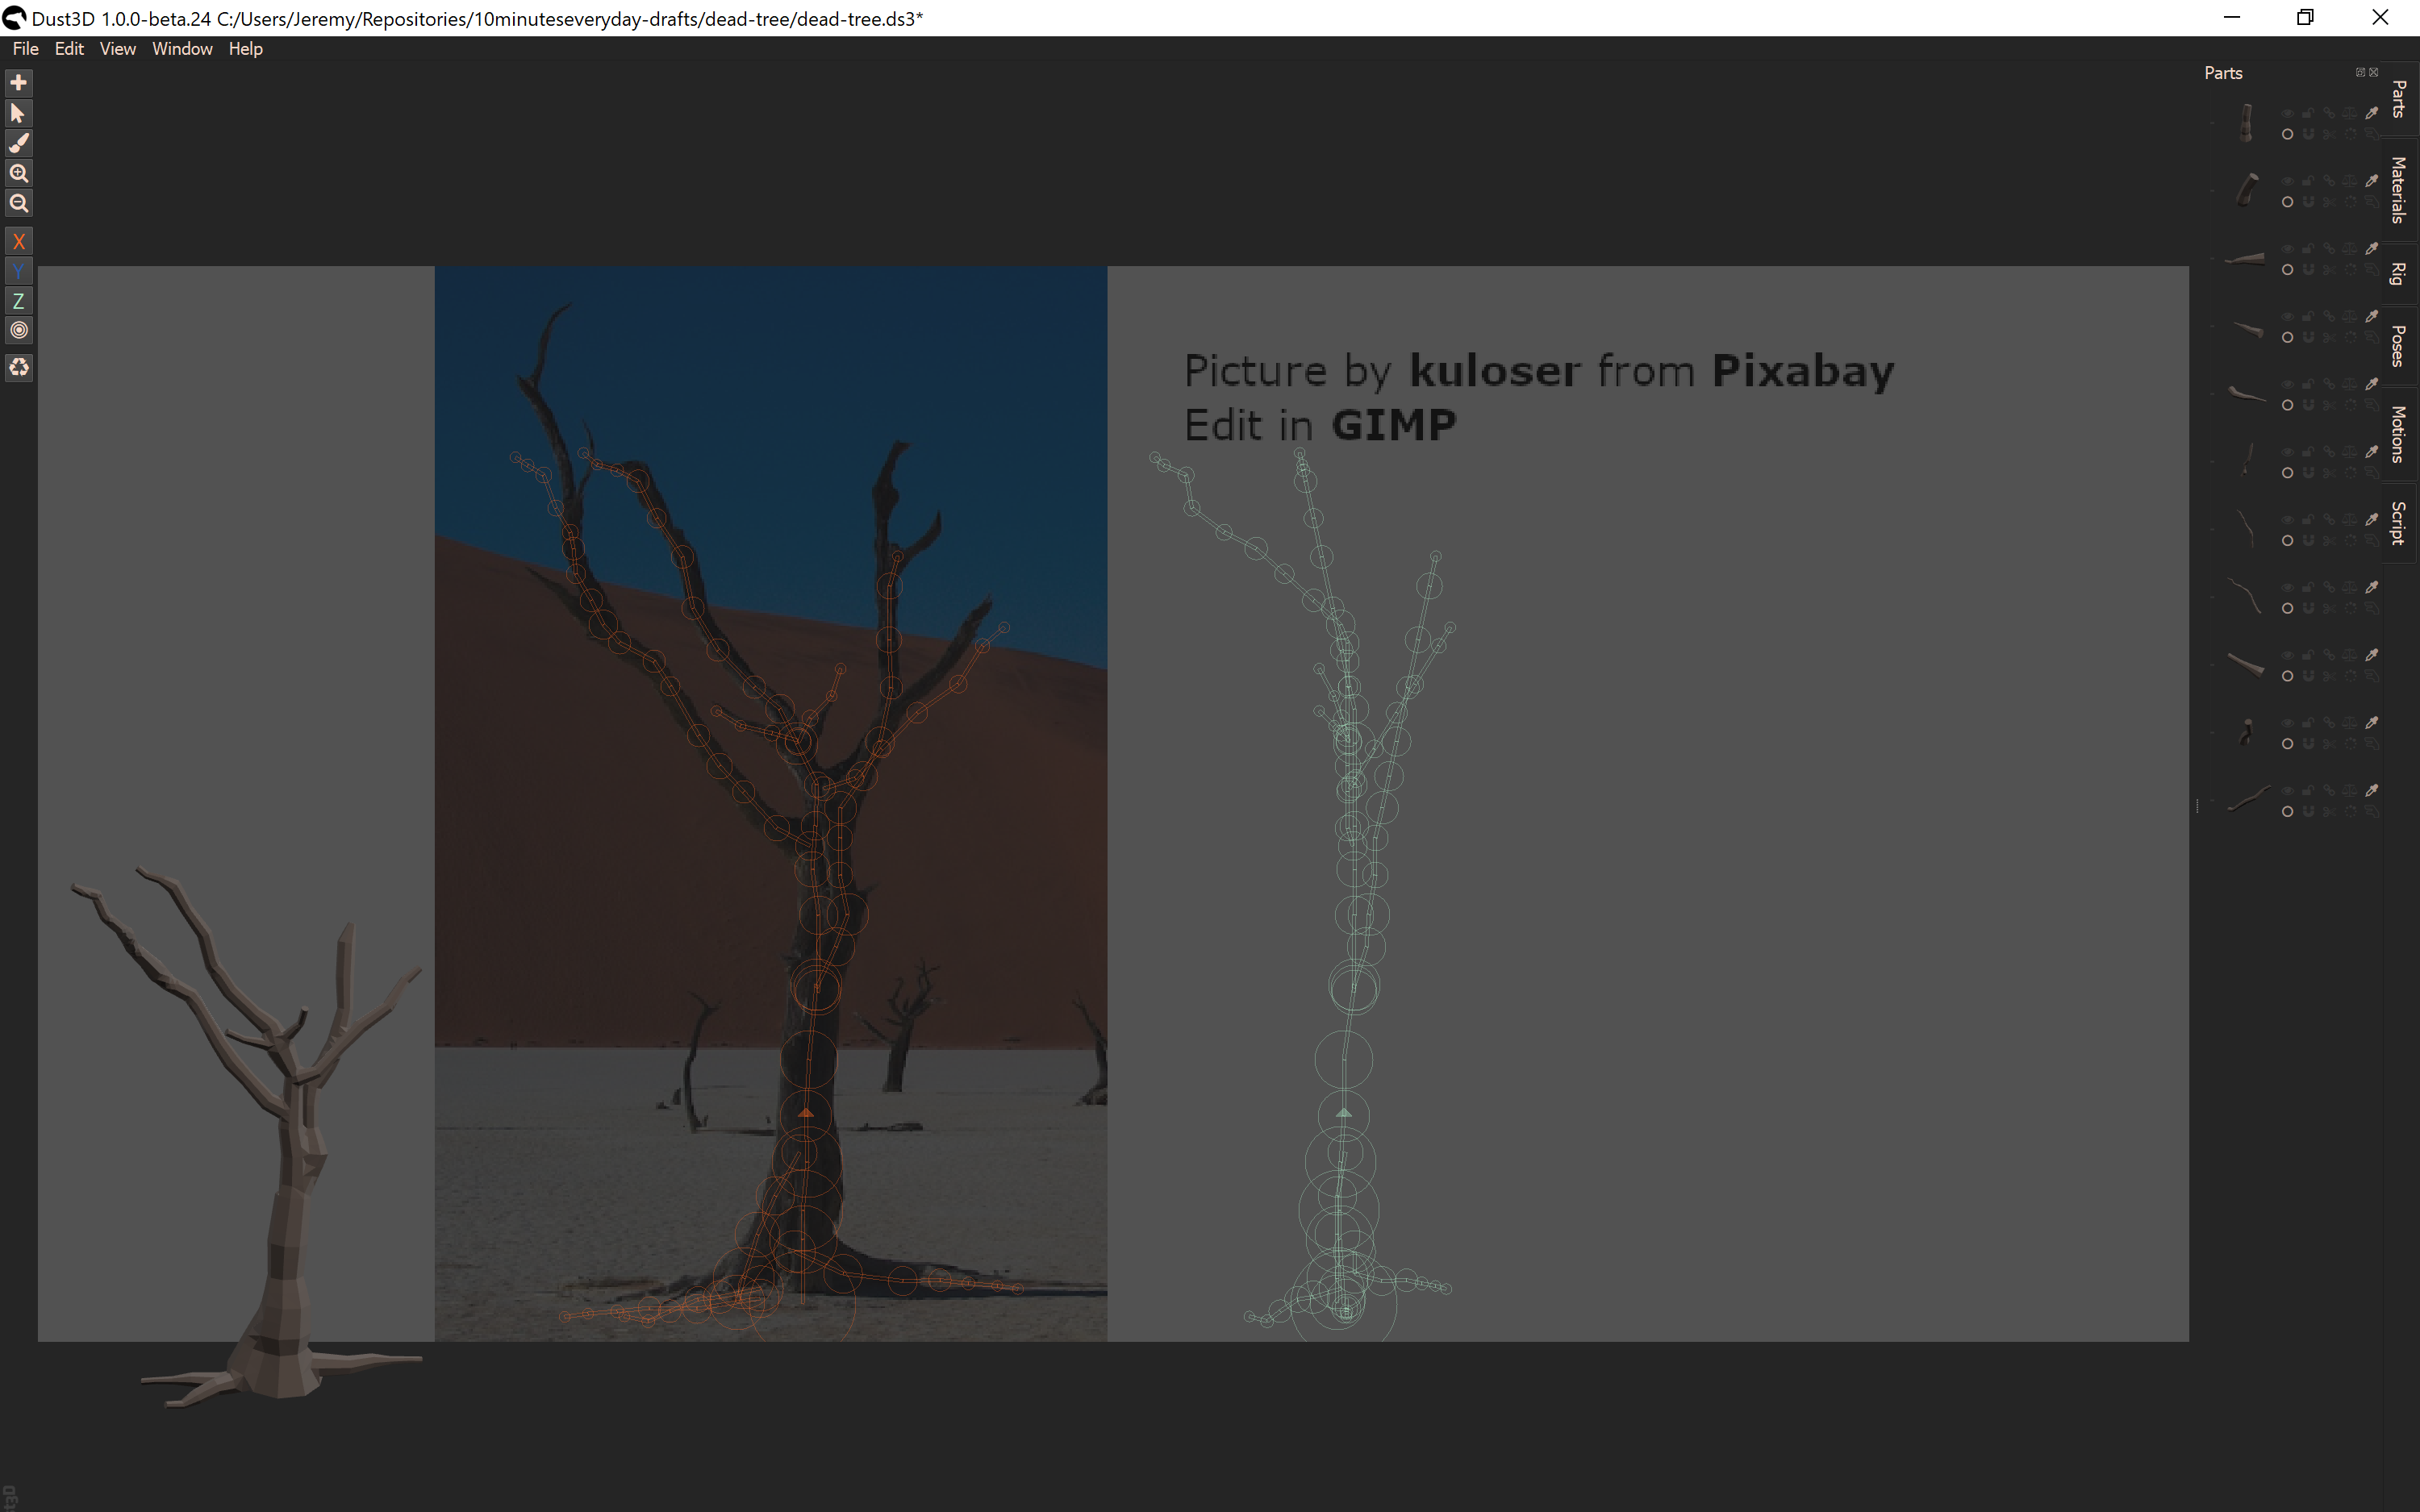 Dust3D 1.0.0-beta.24 C:/Users/Jeremy/Repositories/10minuteseveryday-drafts/dead-tree/dead-tree.ds3*
File Edit View Window Help
Parts
X
Y
Z
Picture by kuloser from Pixabay
Edit in GIMP
Parts
Materials
Rig
Poses
Motions
Script